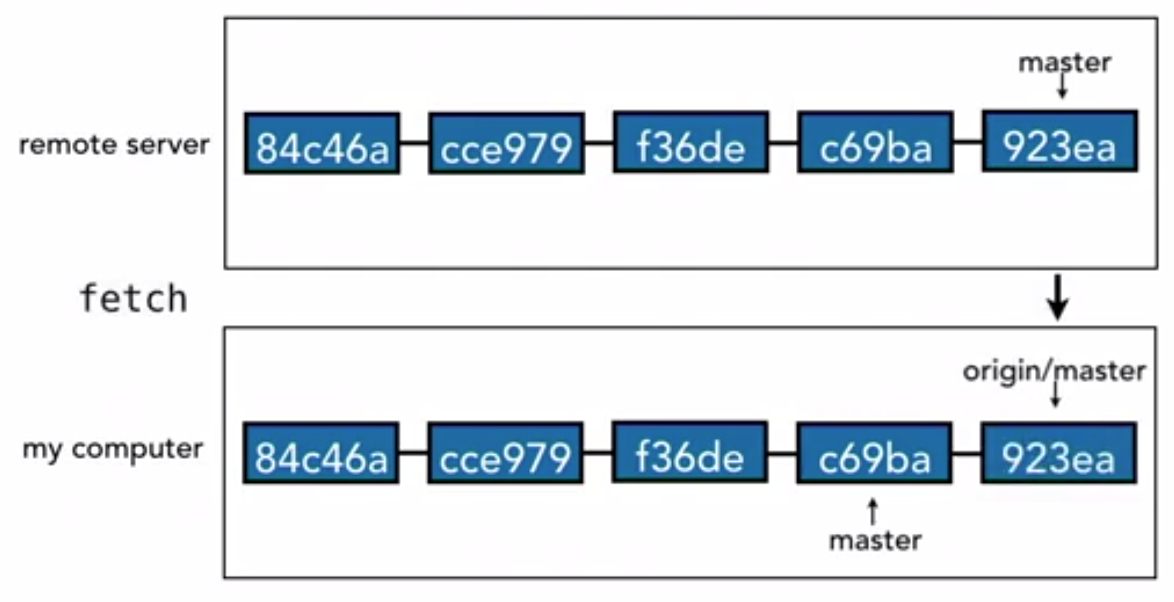 master
remote server
84c46a
cce979
f36de
c69ba
923ea
fetch
origin/master
my computer
84c46a
cce979
f36de
c69ba
923ea
master